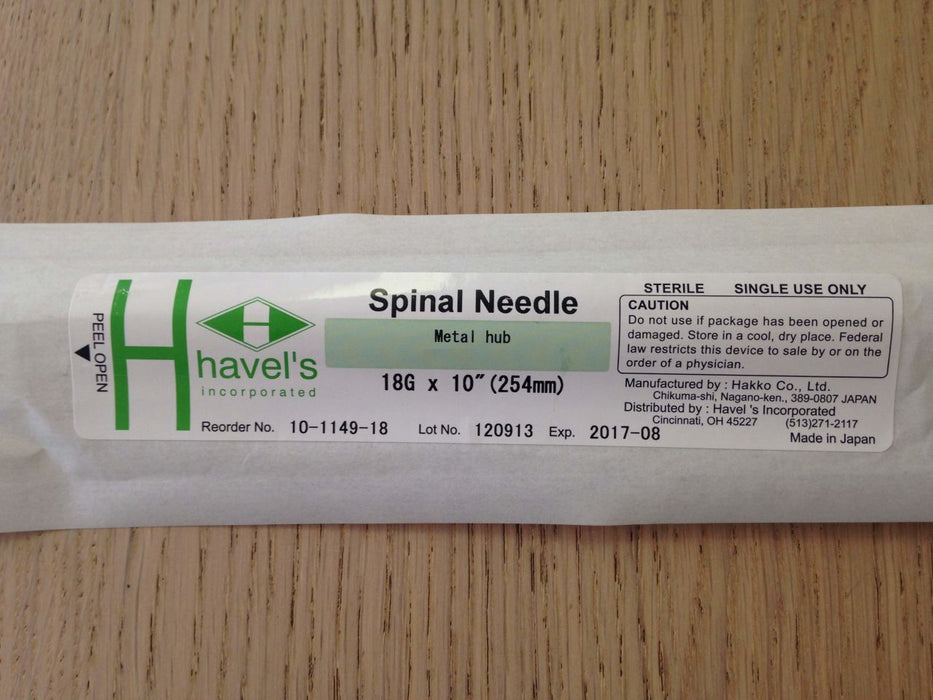 PEEL OPEN
H
H
havel's
incorporated
Spinal Needle
Metal hub
18G x 10″(254mm)
Reorder No. 10-1149-18 Lot No. 120913 Exp. 2017-08
STERILE SINGLE USE ONLY
CAUTION
Do not use if package has been opened or
damaged. Store in a cool, dry place. Federal
law restricts this device to sale by or on the
order of a physician.
Manufactured by : Hakko Co., Ltd.
Chikuma-shi, Nagano-ken., 389-0807 JAPAN
Distributed by : Havel 's Incorporated
Cincinnati, OH 45227 (513)271-2117
Made in Japan